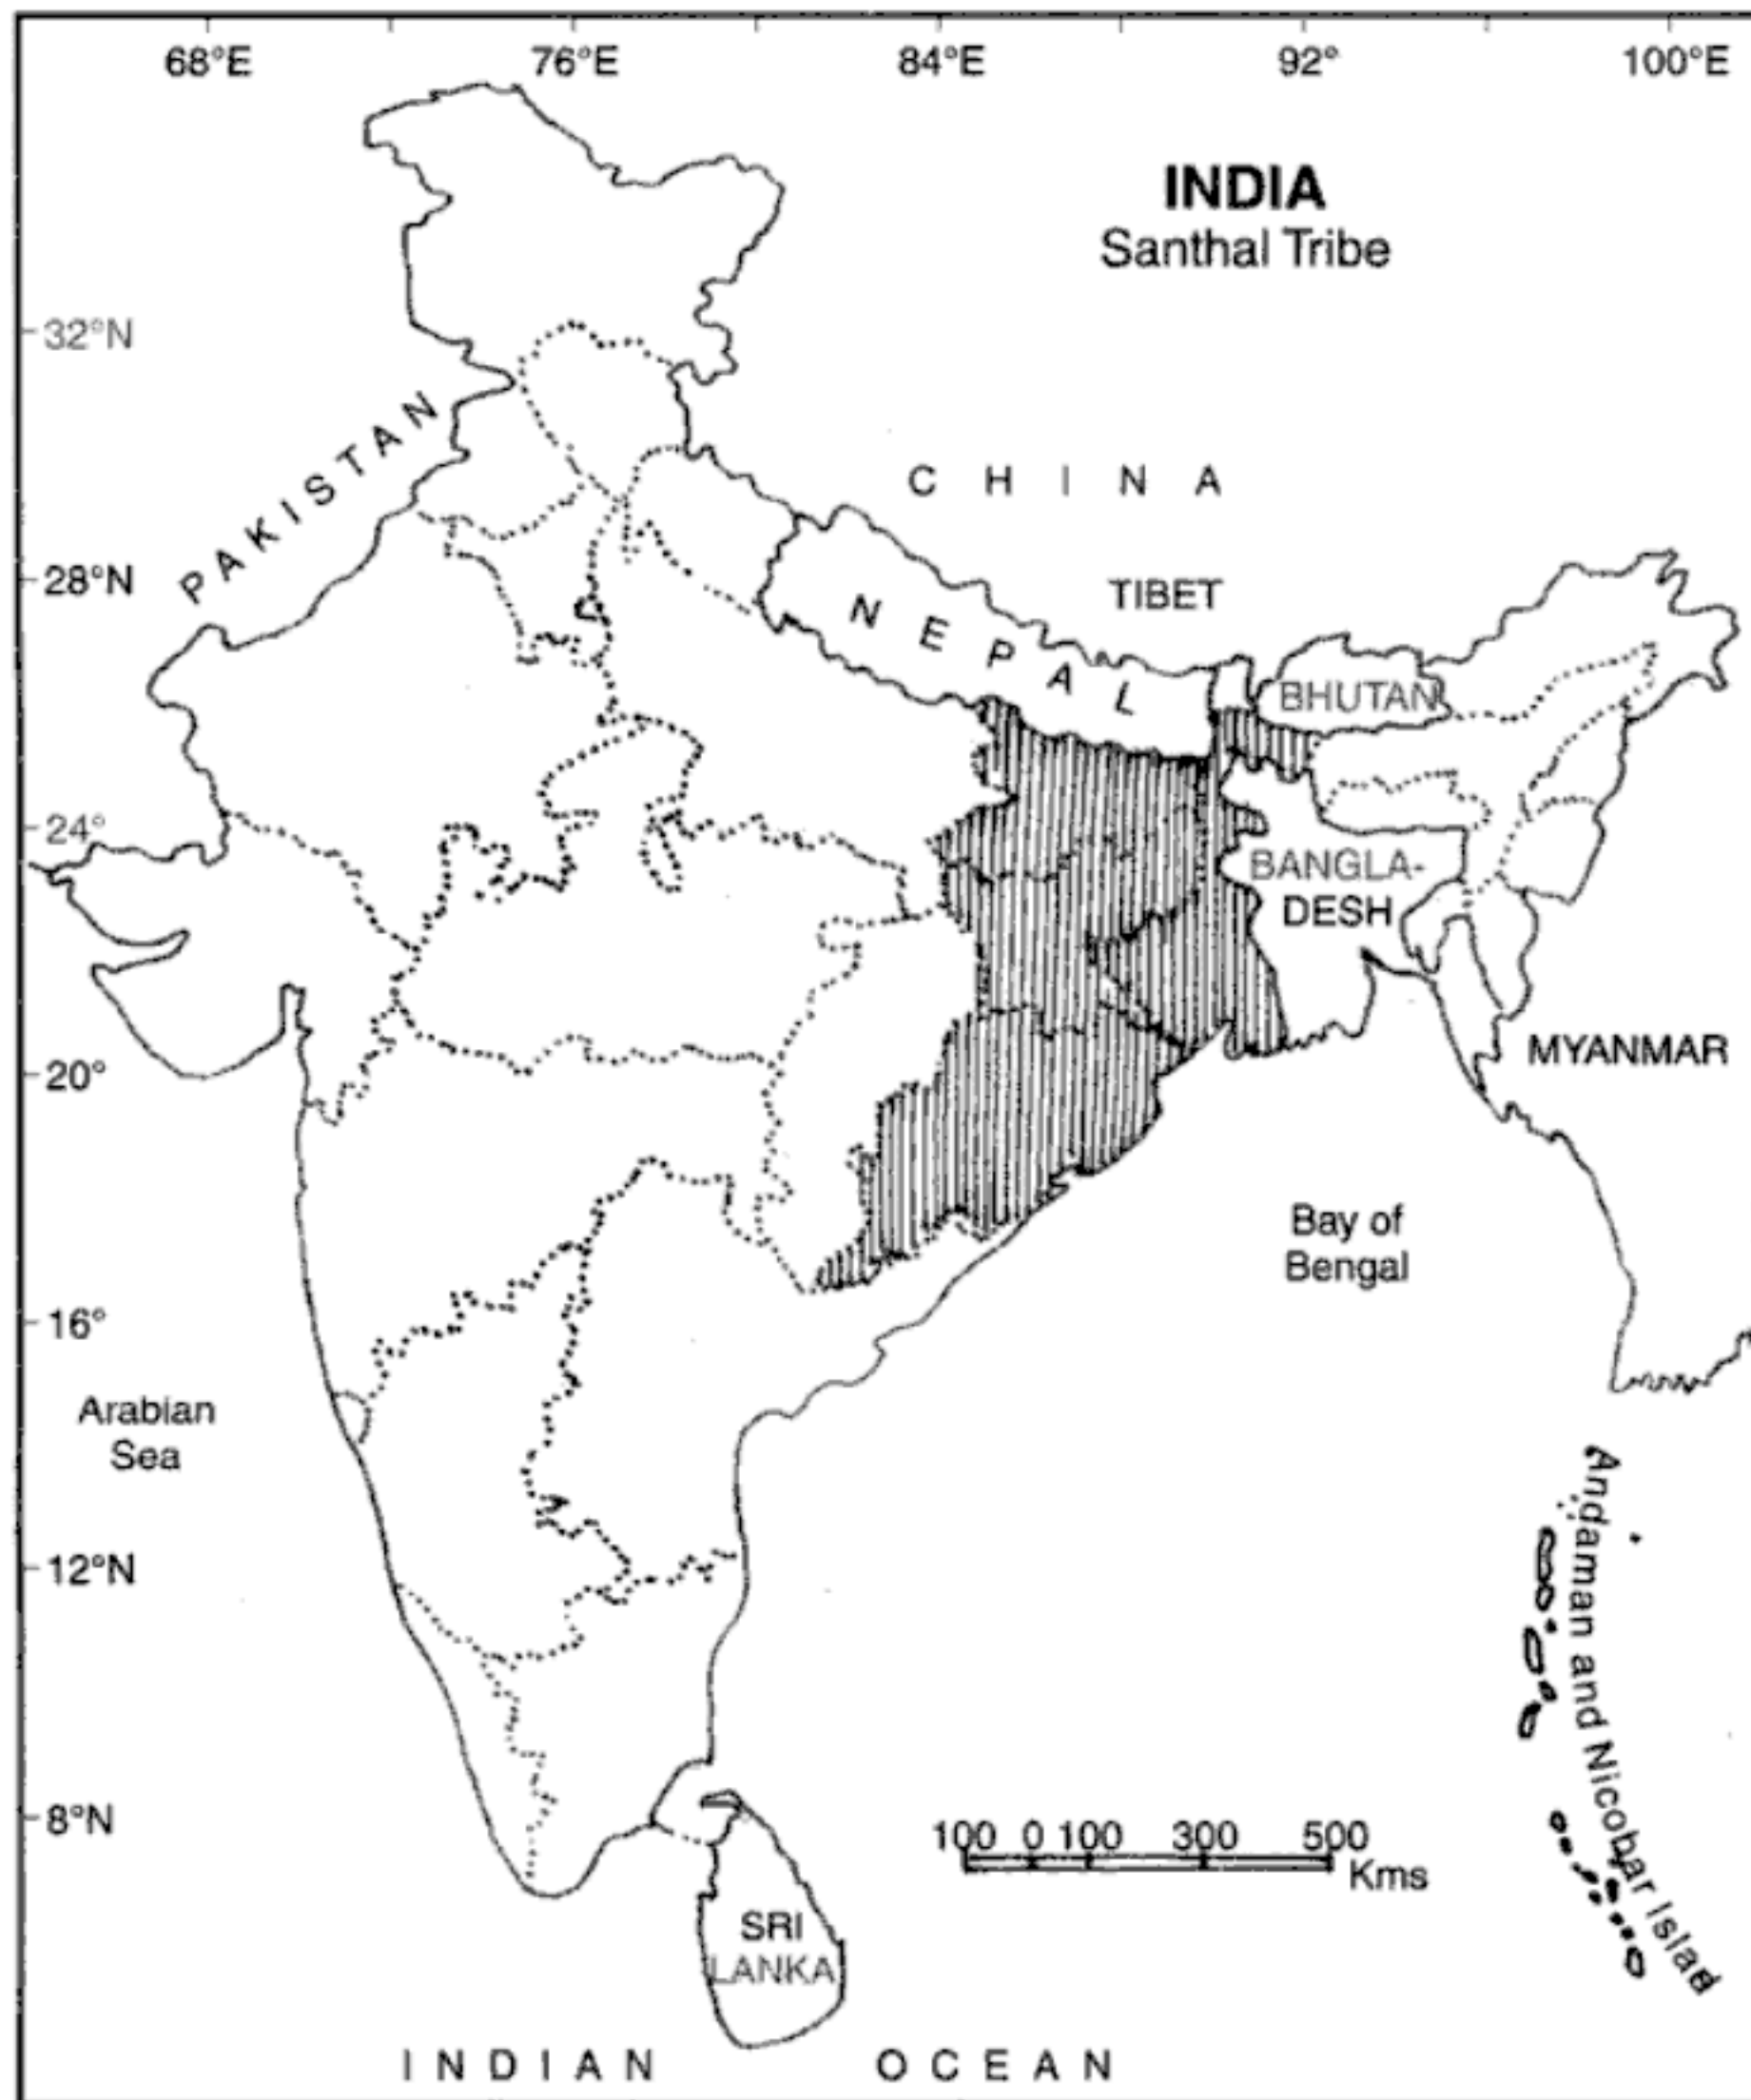 68°E 76°E 84°E 92° 100°E
INDIA
Santhal Tribe
32°N
PAKISTAN
CHINA
28°N
TIBET
NEPAL
BHUTAN
24°
BANGLA-
DESH
20°
MYANMAR
Bay of
Bengal
16°
Arabian
Sea
12°N
Andaman and Nicobar Islad
8°N
100 0 100 300 500
Kms
SRI
LANKA
INDIAN OCEAN